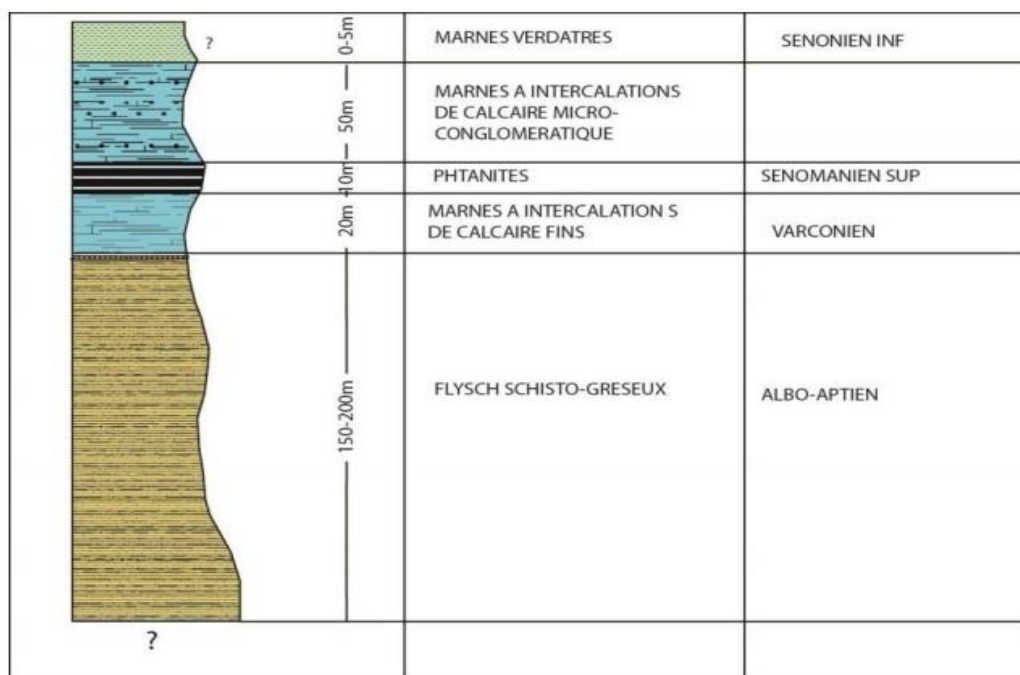 ?
0-5m
MARNES VERDATRES
SENONIEN INF
50m
MARNES A INTERCALATIONS
DE CALCAIRE MICRO-
CONGLOMERATIQUE
10m
PHTANITES
SENOMANIEN SUP
20m
MARNES A INTERCALATION S
DE CALCAIRE FINS
VARCONIEN
150-200m
FLYSCH SCHISTO-GRESEUX
ALBO-APTIEN
?